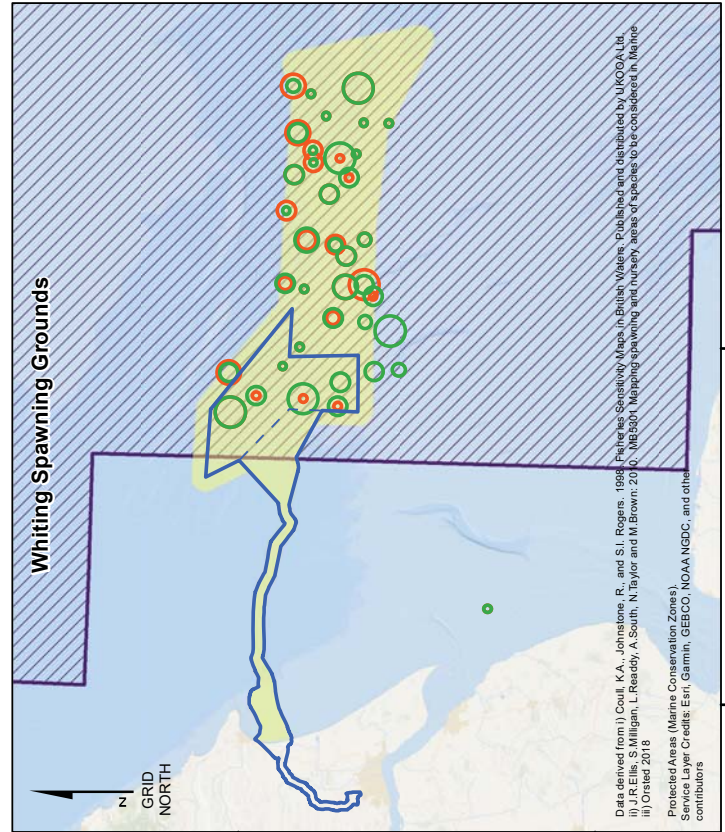 Whiting Spawning Grounds
N
GRID
NORTH
Data derived from i) Coull, K.A., Johnstone, R., and S.I. Rogers. 1998. Fisheries Sensitivity Maps in British Waters. Published and distributed by UKOOA Ltd.
ii) J.R.Ellis, S.Milligan, L.Readdy, A.South, N.Taylor and M.Brown: 2010. MB5301 Mapping spawning and nursery areas of species to be considered in Marine
iii) Orsted 2018
Protected Areas (Marine Conservation Zones).
Service Layer Credits: Esri, Garmin, GEBCO, NOAA NGDC, and other
contributors